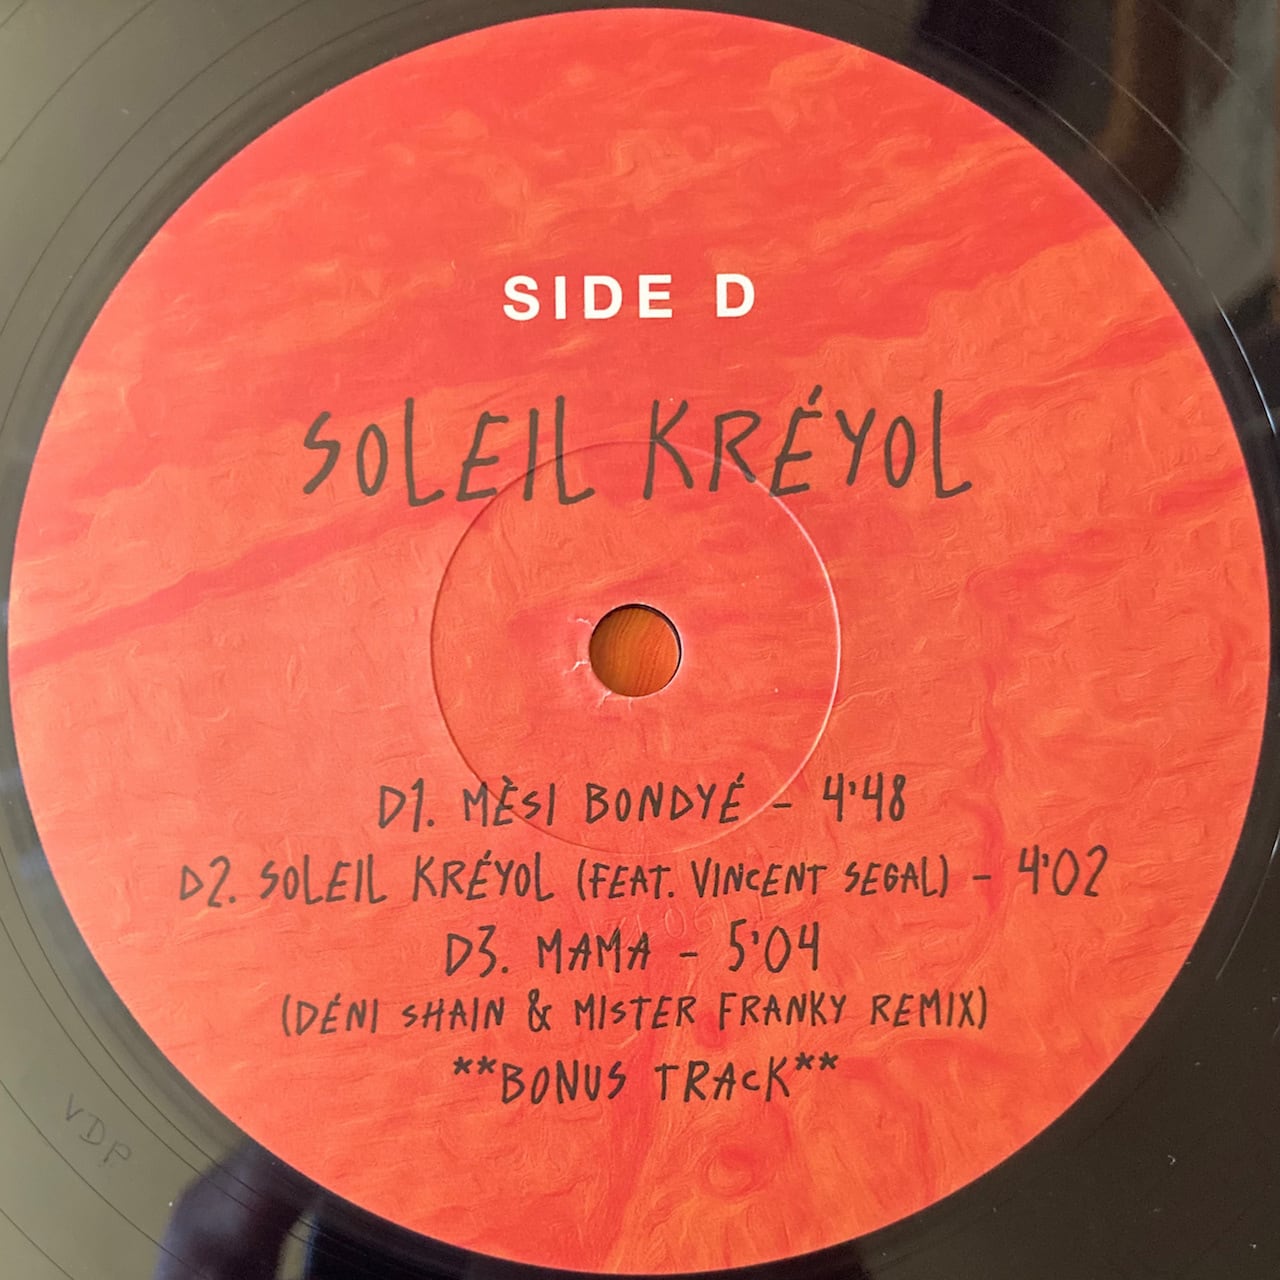 SIDE D
SOLEIL KRÉYOL
D1. MÈSI BONDYÉ - 4'48
D2. SOLEIL KRÉYOL (FEAT. VINCENT SEGAL) - 4'02
D3. MAMA - 5'04
(DÉNI SHAIN & MISTER FRANKY REMIX)
**BONUS TRACK**
VDP